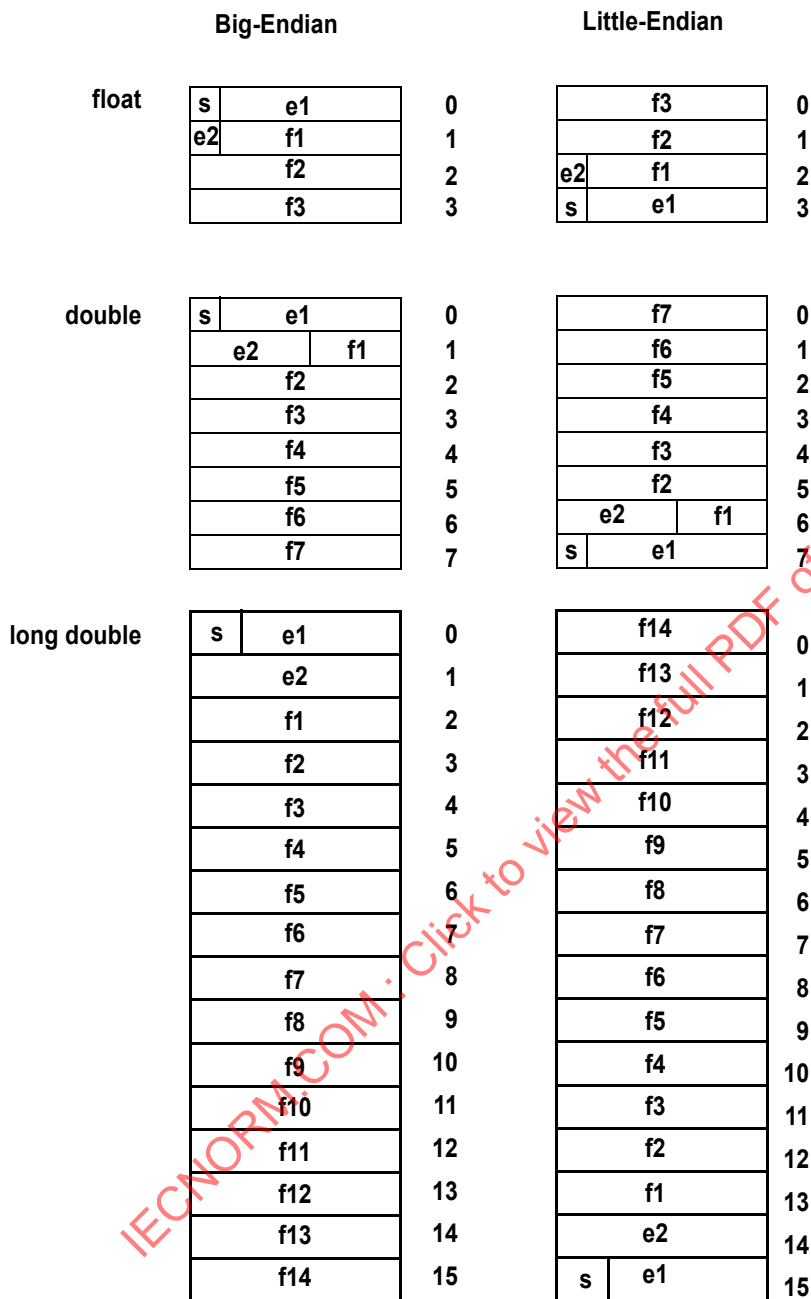 Big-Endian Little-Endian
float
s e1 0 f3 0
e2 f1 1 f2 1
f2 2 e2 f1 2
f3 3 s e1 3
double
s e1 0 f7 0
e2 f1 1 f6 1
f2 2 f5 2
f3 3 f4 3
f4 4 f3 4
f5 5 f2 5
f6 6 e2 f1 6
f7 7 s e1 7
long double
s e1 0 f14 0
e2 1 f13 1
f1 2 f12 2
f2 3 f11 3
f3 4 f10 4
f4 5 f9 5
f5 6 f8 6
f6 7 f7 7
f7 8 f6 8
f8 9 f5 9
f9 10 f4 10
f10 11 f3 11
f11 12 f2 12
f12 13 f1 13
f13 14 e2 14
f14 15 s e1 15
IECNORM.COM : Click to view the full PDF of